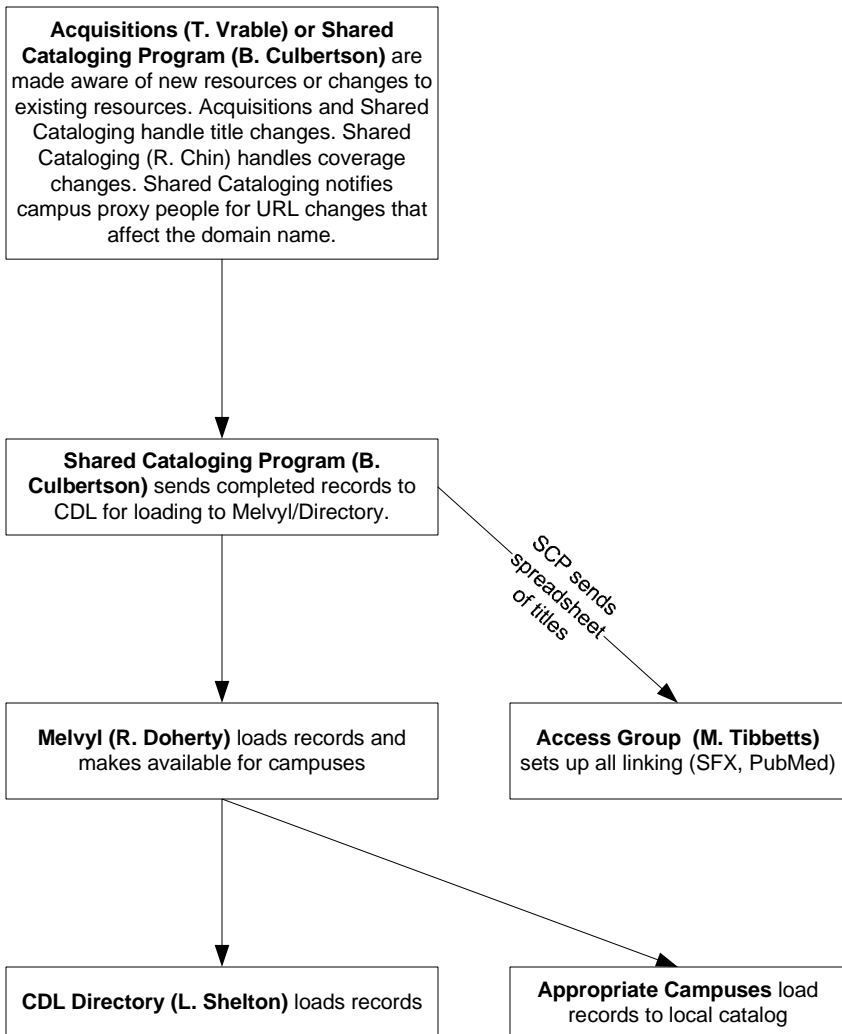 Acquisitions (T. Vrable) or Shared
Cataloging Program (B. Culbertson) are
made aware of new resources or changes to
existing resources. Acquisitions and Shared
Cataloging handle title changes. Shared
Cataloging (R. Chin) handles coverage
changes. Shared Cataloging notifies
campus proxy people for URL changes that
affect the domain name.
Shared Cataloging Program (B.
Culbertson) sends completed records to
CDL for loading to Melvyl/Directory.
SCP sends
spreadsheet
of titles
Melvyl (R. Doherty) loads records and
makes available for campuses
Access Group (M. Tibbetts)
sets up all linking (SFX, PubMed)
CDL Directory (L. Shelton) loads records
Appropriate Campuses load
records to local catalog